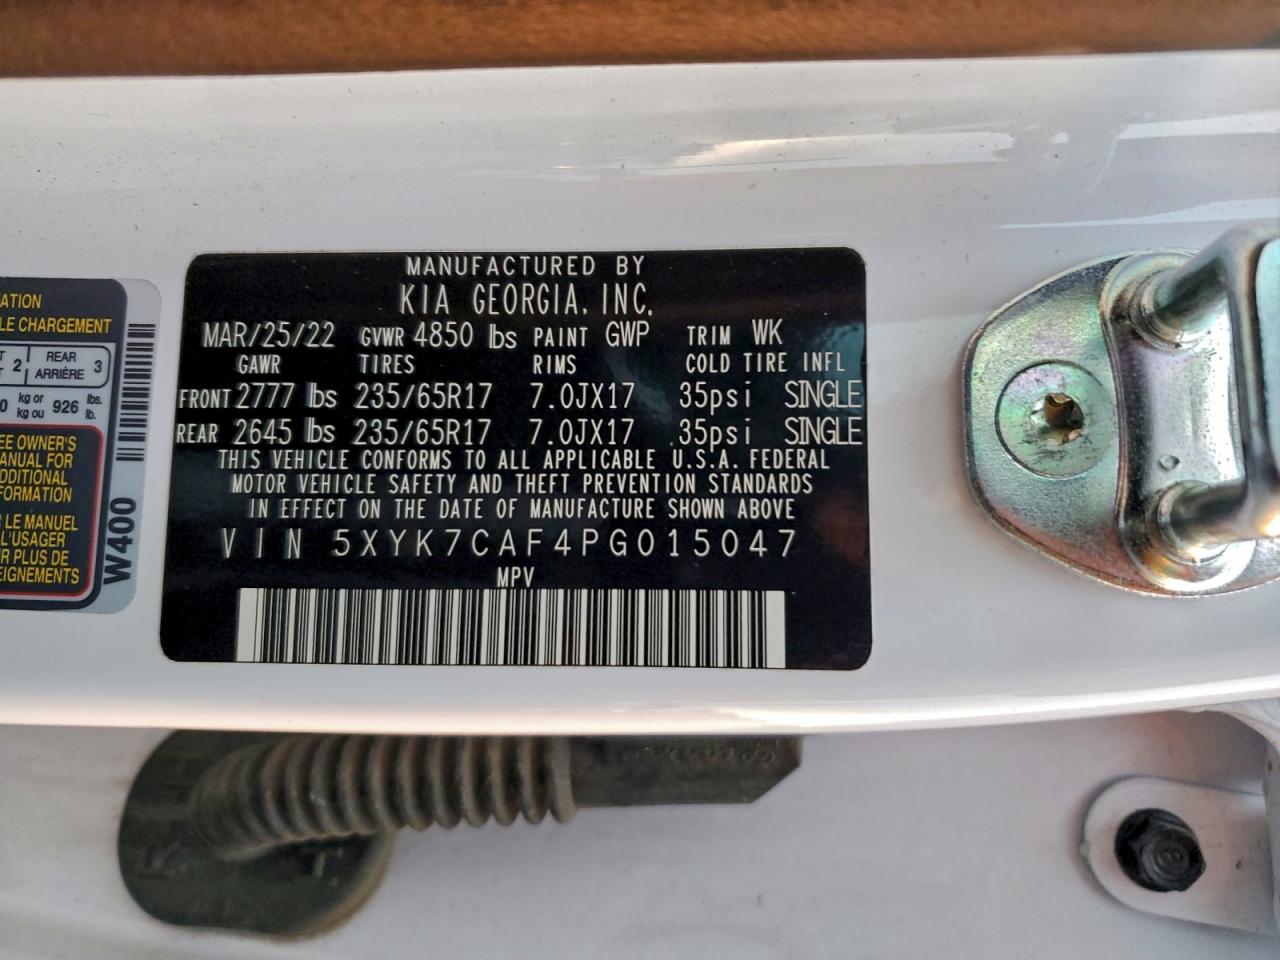 MANUFACTURED BY
KIA GEORGIA, INC.
MAR/25/22 GVWR 4850 lbs PAINT GWP TRIM WK
GAWR TIRES RIMS COLD TIRE INFL
FRONT 2777 lbs 235/65R17 7.0JX17 35psi SINGLE
REAR 2645 lbs 235/65R17 7.0JX17 35psi SINGLE
THIS VEHICLE CONFORMS TO ALL APPLICABLE U.S.A. FEDERAL
MOTOR VEHICLE SAFETY AND THEFT PREVENTION STANDARDS
IN EFFECT ON THE DATE OF MANUFACTURE SHOWN ABOVE
VIN 5XYK7CAF4PG015047
MPV
ATION
LE CHARGEMENT
T 2 REAR 3
ARRIÈRE
0 kg or 926 lbs.
kg ou lb.
EE OWNER'S
ANUAL FOR
DDITIONAL
FORMATION
LE MANUEL
L'USAGER
R PLUS DE
EIGNEMENTS
W400